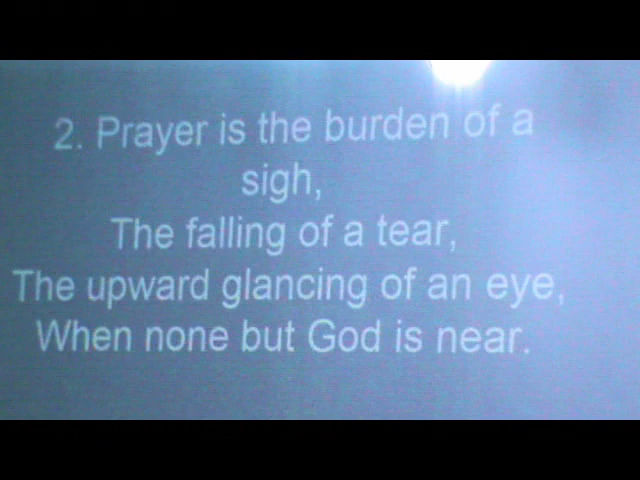 2. Prayer is the burden of a
sigh,
The falling of a tear,
The upward glancing of an eye,
When none but God is near.